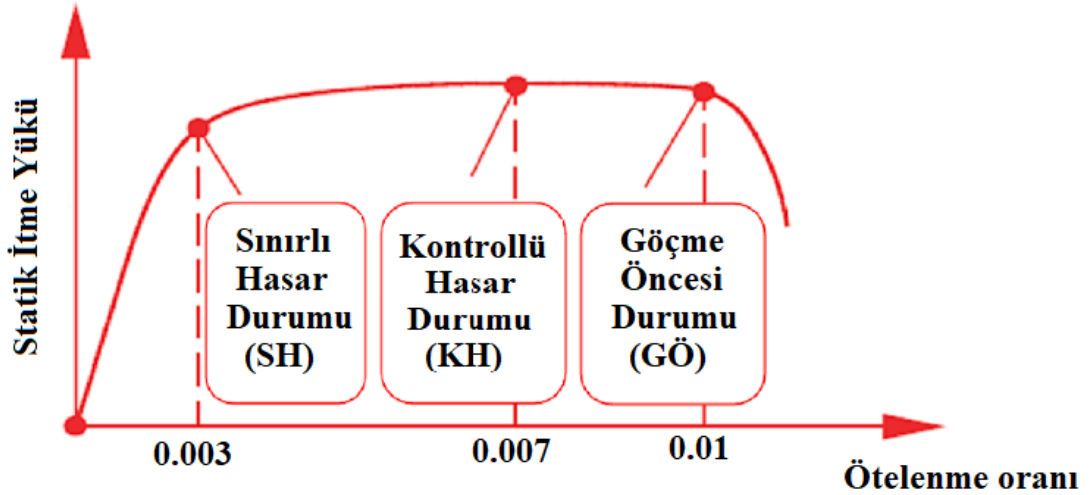 Statik İtme Yükü
Sınırlı
Hasar
Durumu
(SH)
Kontrollü
Hasar
Durumu
(KH)
Göçme
Öncesi
Durumu
(GÖ)
0.003
0.007
0.01
Ötelenme oranı